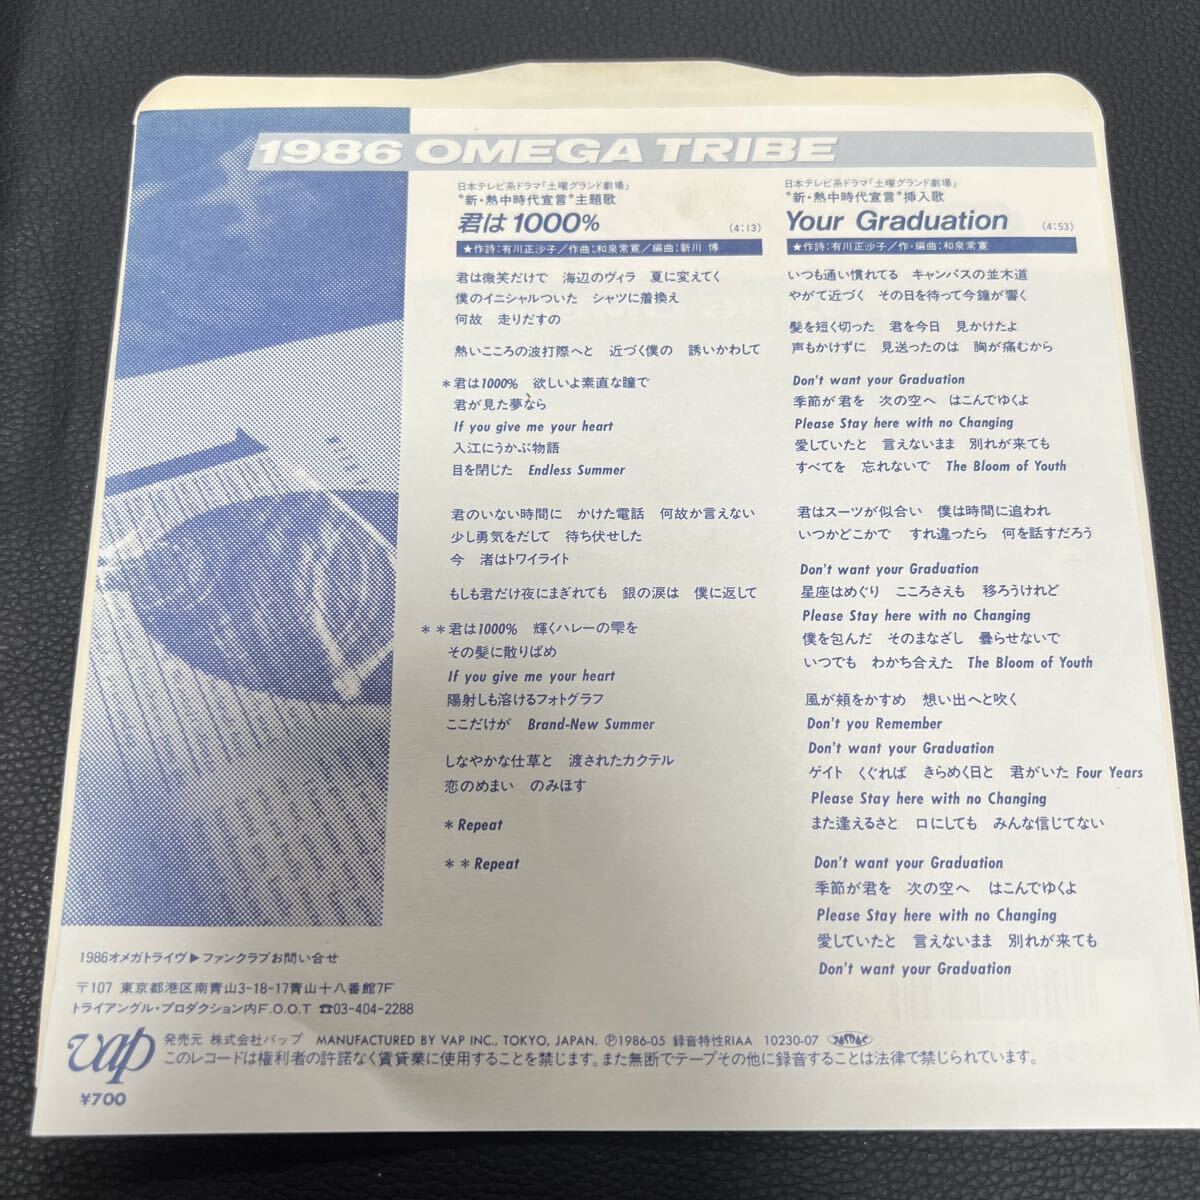 1986 OMEGA TRIBE
日本テレビ系ドラマ「土曜グランド劇場」
"新・熱中時代宣言"主題歌
君は1000% (4:13)
★作詩:有川正沙子/作曲:和泉常寛/編曲:新川 博
君は微笑だけで 海辺のヴィラ 夏に変えてく
僕のイニシャルついた シャツに着換え
何故 走りだすの
熱いこころの波打際へと 近づく僕の 誘いかわして
*君は1000% 欲しいよ素直な瞳で
君が見た夢なら
If you give me your heart
入江にうかぶ物語
目を閉じた Endless Summer
君のいない時間に かけた電話 何故か言えない
少し勇気をだして 待ち伏せした
今 渚はトワイライト
もしも君だけ夜にまぎれても 銀の涙は 僕に返して
**君は1000% 輝くハレーの雫を
その髪に散りばめ
If you give me your heart
陽射しも溶けるフォトグラフ
ここだけが Brand-New Summer
しなやかな仕草と 渡されたカクテル
恋のめまい のみほす
*Repeat
**Repeat
日本テレビ系ドラマ「土曜グランド劇場」
"新・熱中時代宣言"挿入歌
Your Graduation (4:53)
★作詩:有川正沙子/作・編曲:和泉常寛
いつも通い慣れてる キャンパスの並木道
やがて近づく その日を待って今鐘が響く
髪を短く切った 君を今日 見かけたよ
声もかけずに 見送ったのは 胸が痛むから
Don't want your Graduation
季節が君を 次の空へ はこんでゆくよ
Please Stay here with no Changing
愛していたと 言えないまま 別れが来ても
すべてを 忘れないで The Bloom of Youth
君はスーツが似合い 僕は時間に追われ
いつかどこかで すれ違ったら 何を話すだろう
Don't want your Graduation
星座はめぐり こころさえも 移ろうけれど
Please Stay here with no Changing
僕を包んだ そのまなざし 曇らせないで
いつでも わかち合えた The Bloom of Youth
風が頬をかすめ 想い出へと吹く
Don't you Remember
Don't want your Graduation
ゲイト くぐれば きらめく日と 君がいた Four Years
Please Stay here with no Changing
また逢えるさと 口にしても みんな信じてない
Don't want your Graduation
季節が君を 次の空へ はこんでゆくよ
Please Stay here with no Changing
愛していたと 言えないまま 別れが来ても
Don't want your Graduation
1986オメガトライヴ▶ファンクラブお問い合せ
〒107 東京都港区南青山3-18-17青山十八番館7F
トライアングル・プロダクション内F.O.O.T ☎03-404-2288
vap
発売元 株式会社バップ MANUFACTURED BY VAP INC., TOKYO, JAPAN. Ⓟ1986-05 録音特性RIAA 10230-07 JASRAC
このレコードは権利者の許諾なく賃貸業に使用することを禁じます。また無断でテープその他に録音することは法律で禁じられています。
¥700